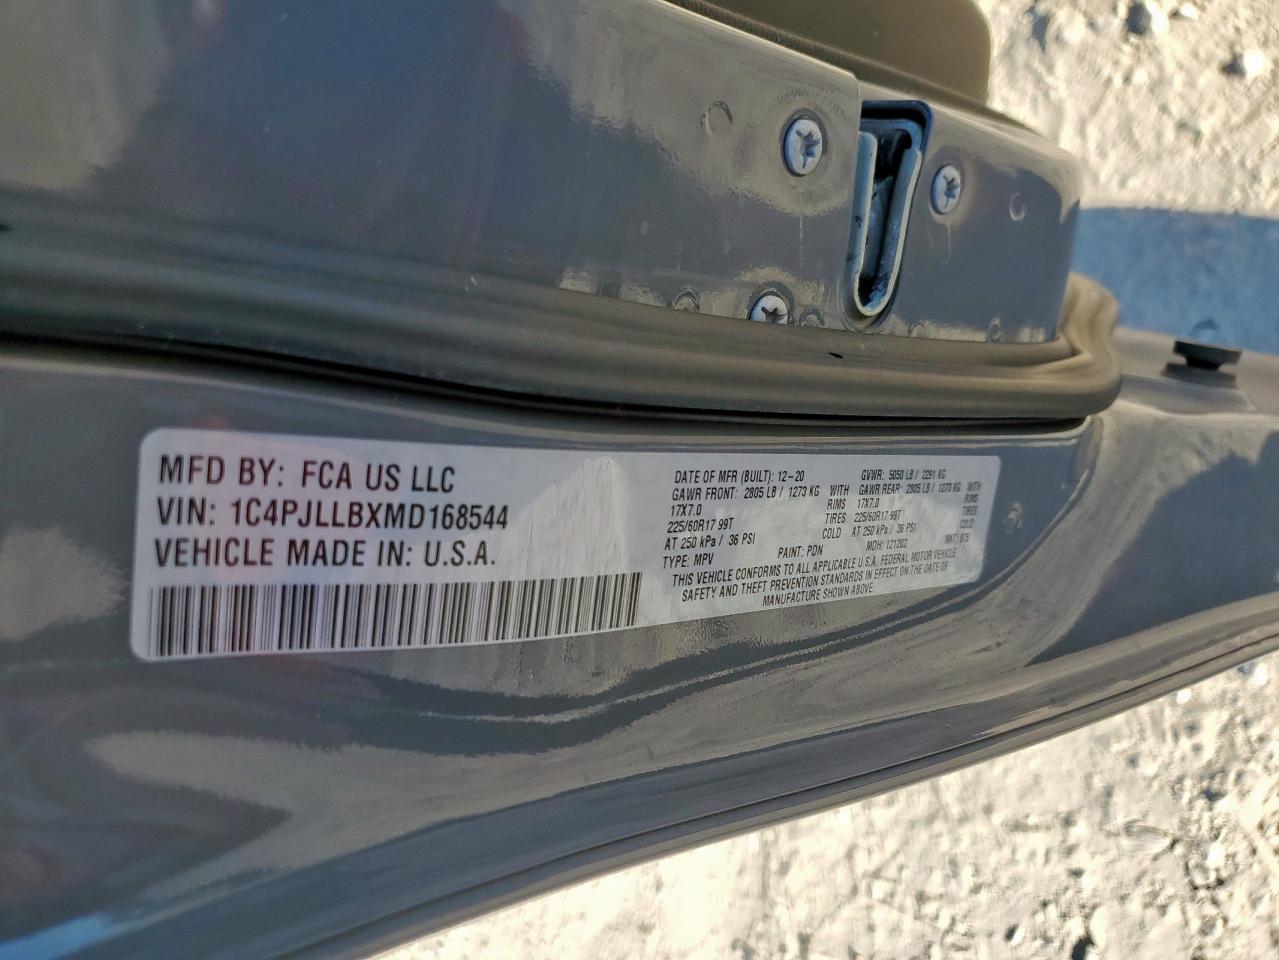 MFD BY: FCA US LLC
VIN: 1C4PJLLBXMD168544
VEHICLE MADE IN: U.S.A.
DATE OF MFR (BUILT): 12-20 GVWR: 5050 LB / 2291 KG
GAWR FRONT: 2805 LB / 1273 KG WITH GAWR REAR: 2805 LB / 1273 KG WITH
17X7.0 RIMS 17X7.0 RIMS
225/60R17 99T TIRES 225/60R17 99T TIRES
AT 250 kPa / 36 PSI COLD AT 250 kPa / 36 PSI COLD
TYPE: MPV PAINT: PDN MDH: 121202 MKT:
THIS VEHICLE CONFORMS TO ALL APPLICABLE U.S.A. FEDERAL MOTOR VEHICLE
SAFETY AND THEFT PREVENTION STANDARDS IN EFFECT ON THE DATE OF
MANUFACTURE SHOWN ABOVE